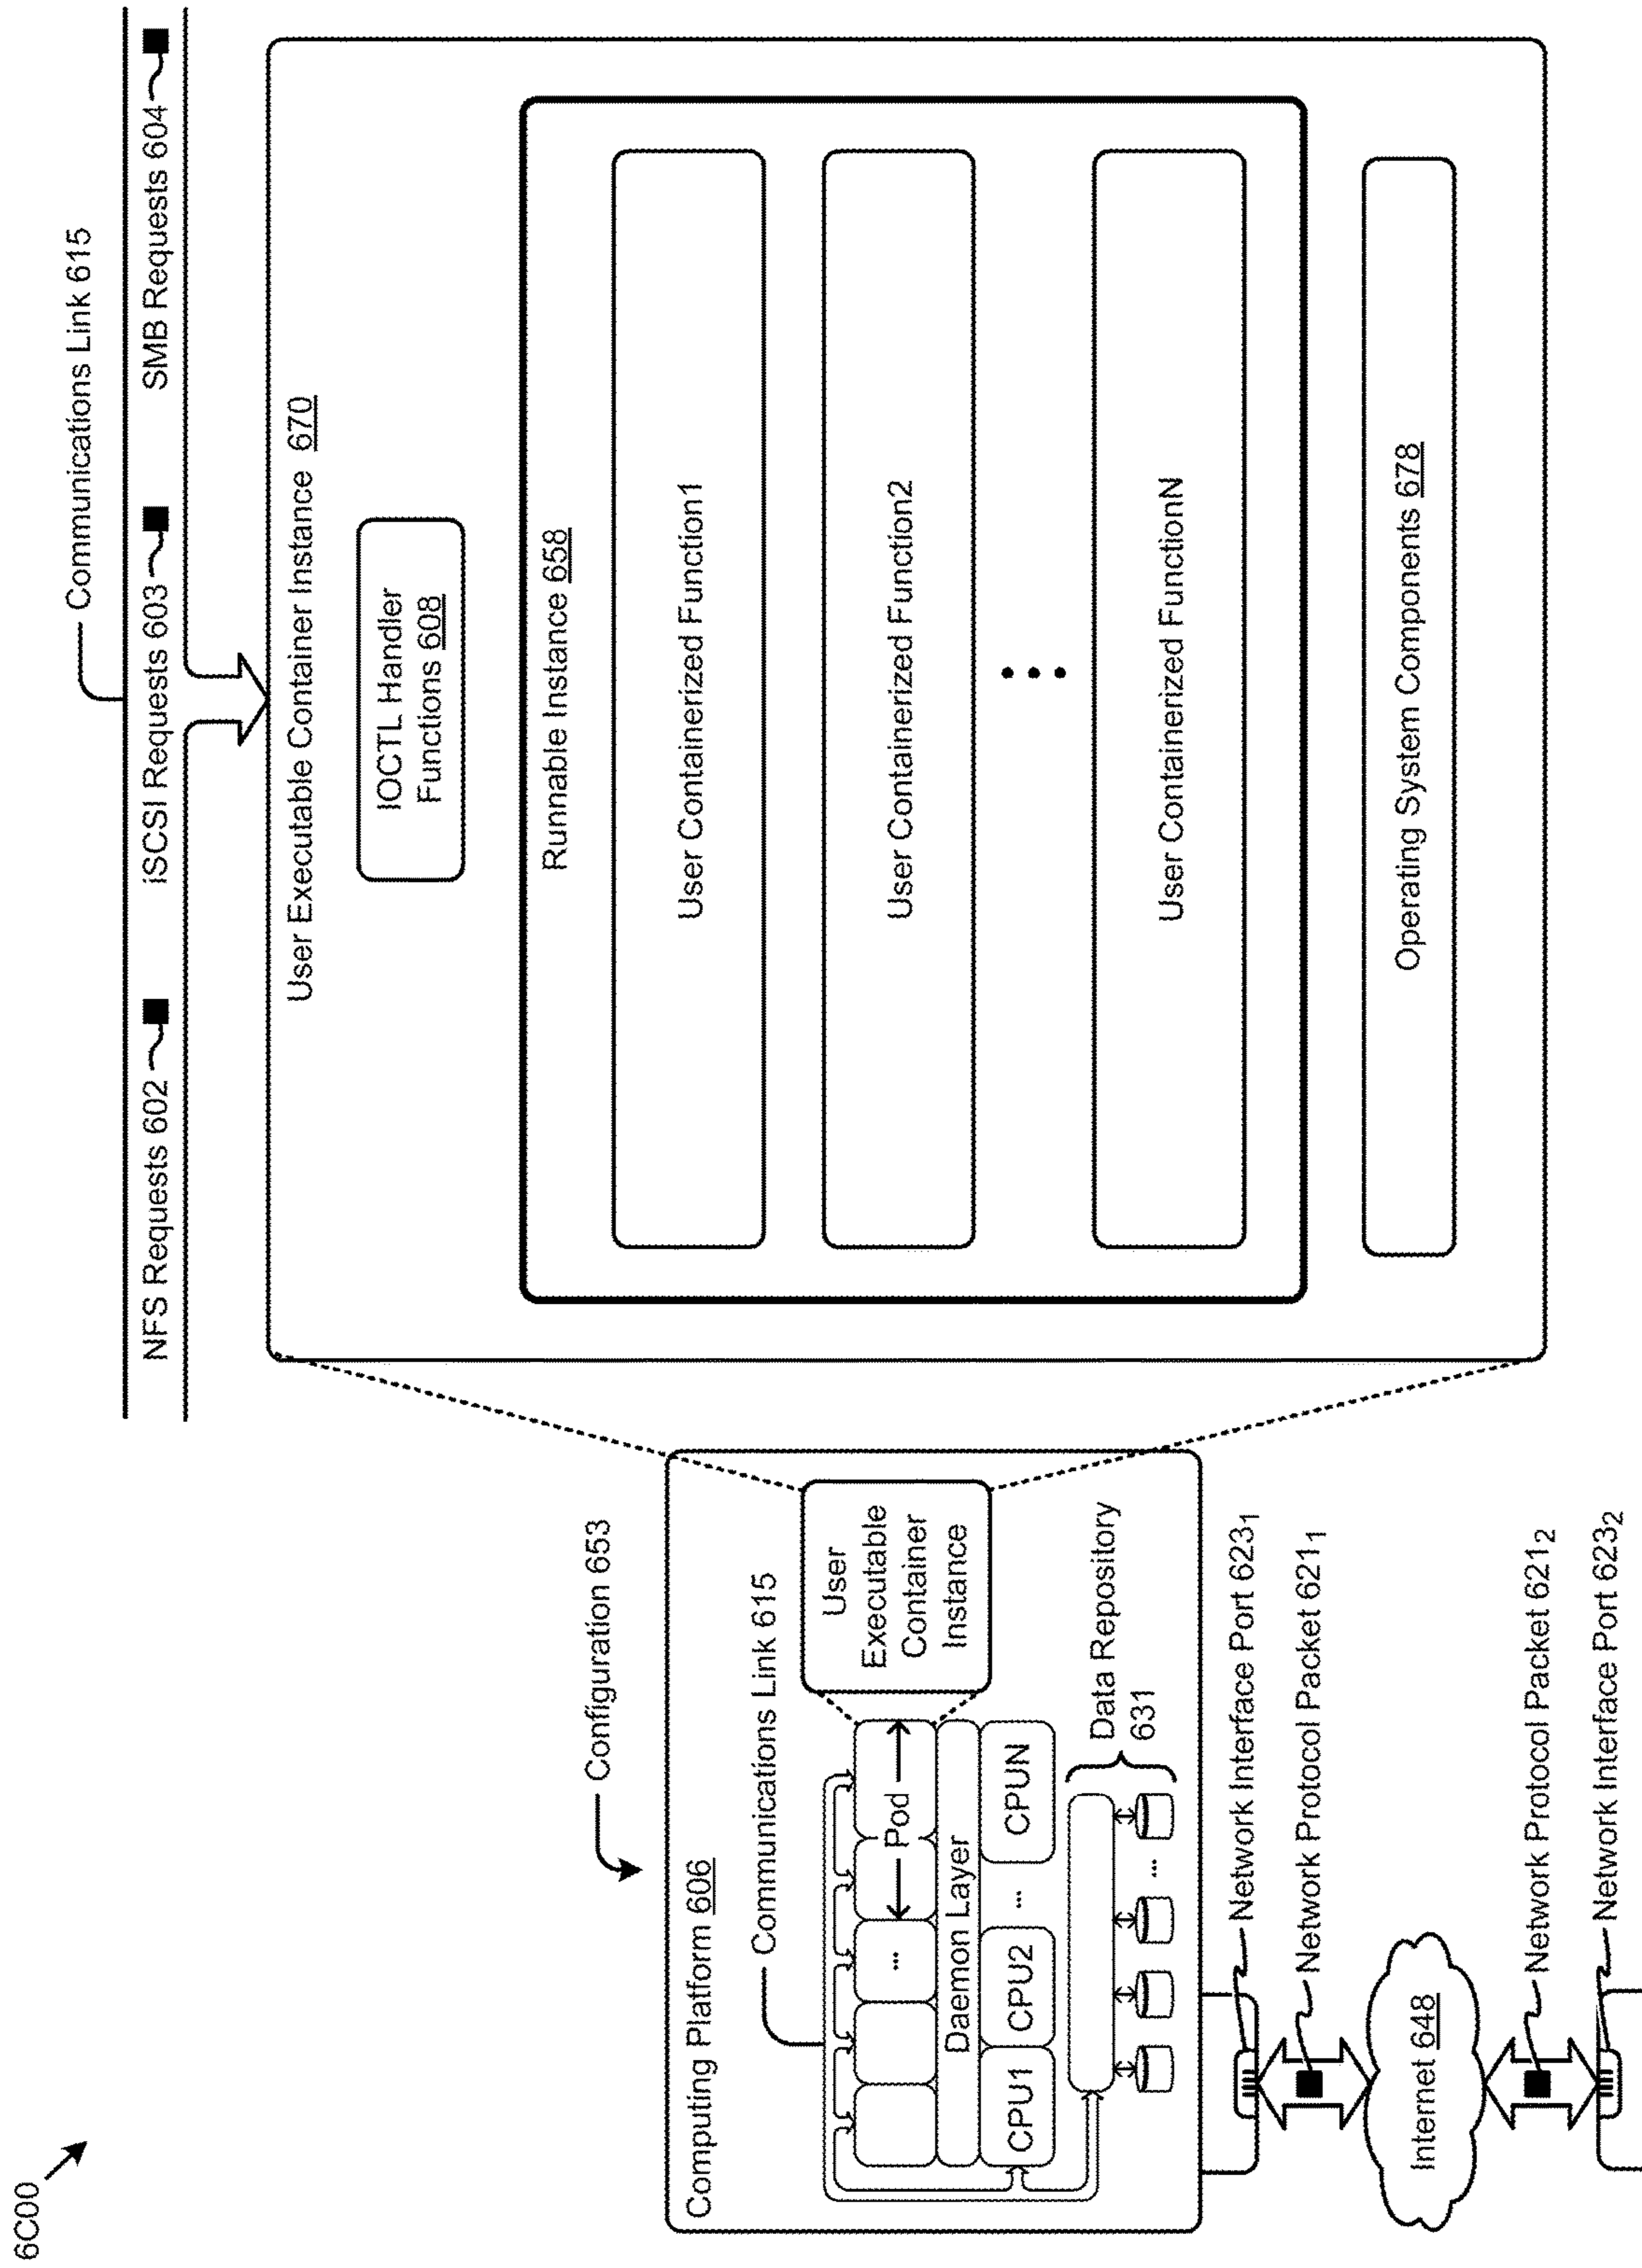 6C00
Communications Link 615
NFS Requests 602
iSCSI Requests 603
SMB Requests 604
User Executable Container Instance 670
IOCTL Handler
Functions 608
Runnable Instance 658
User Containerized Function1
User Containerized Function2
•••
User Containerized FunctionN
Operating System Components 678
Configuration 653
Computing Platform 606
Communications Link 615
User
Executable
Container
Instance
...
Pod
Daemon Layer
CPU1
CPU2
...
CPUN
Data Repository
631
...
Network Interface Port 623₁
Network Protocol Packet 621₁
Internet 648
Network Protocol Packet 621₂
Network Interface Port 623₂